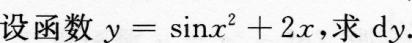 设函数 y = sinx² + 2x,求 dy.